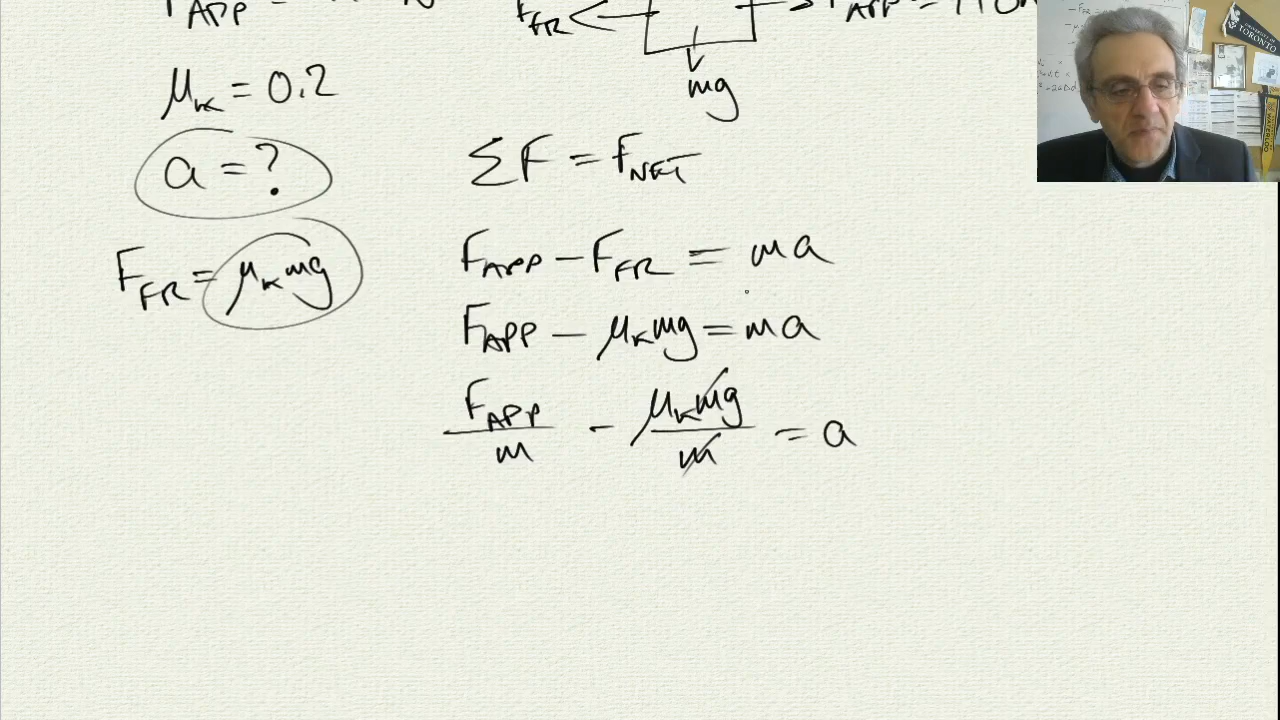 F_APP =
F_FR
mg
μ_k = 0.2
a = ?
F_FR = μ_k mg
ΣF = F_NET
F_APP − F_FR = ma
F_APP − μ_k mg = ma
F_APP/m − μ_k mg/m = a
TORONTO